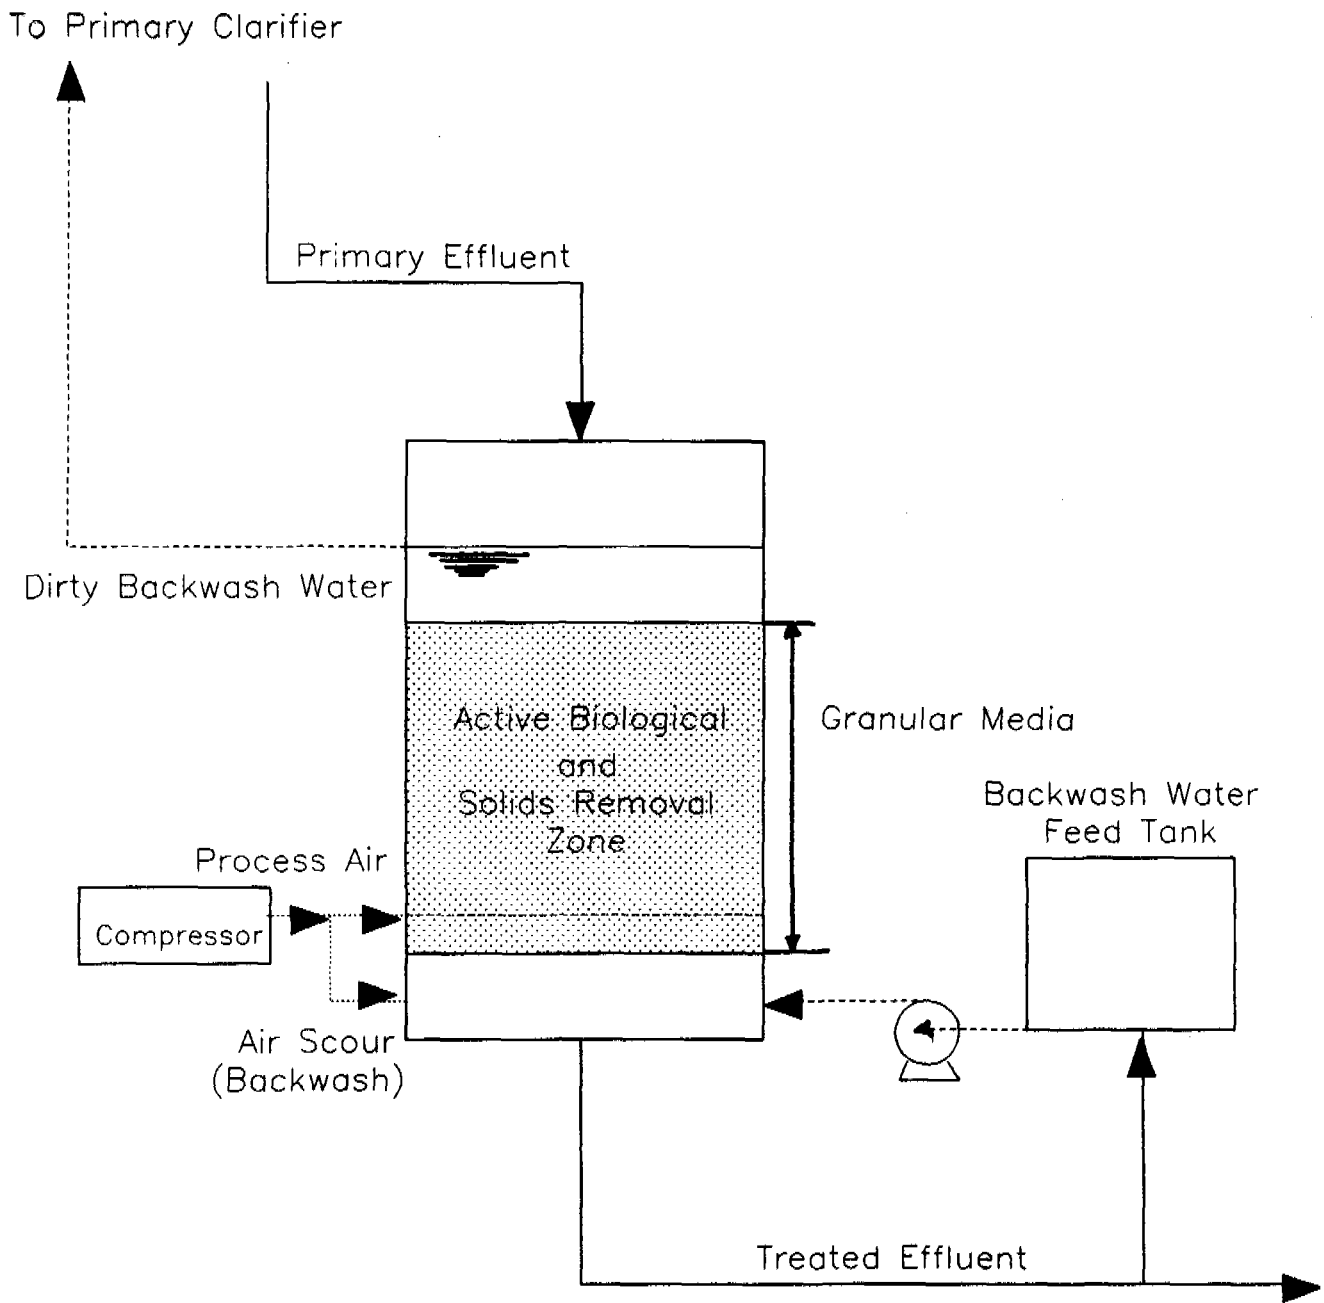 To Primary Clarifier
Primary Effluent
Dirty Backwash Water
Active Biological
and
Solids Removal
Zone
Granular Media
Backwash Water
Feed Tank
Process Air
Compressor
Air Scour
(Backwash)
Treated Effluent